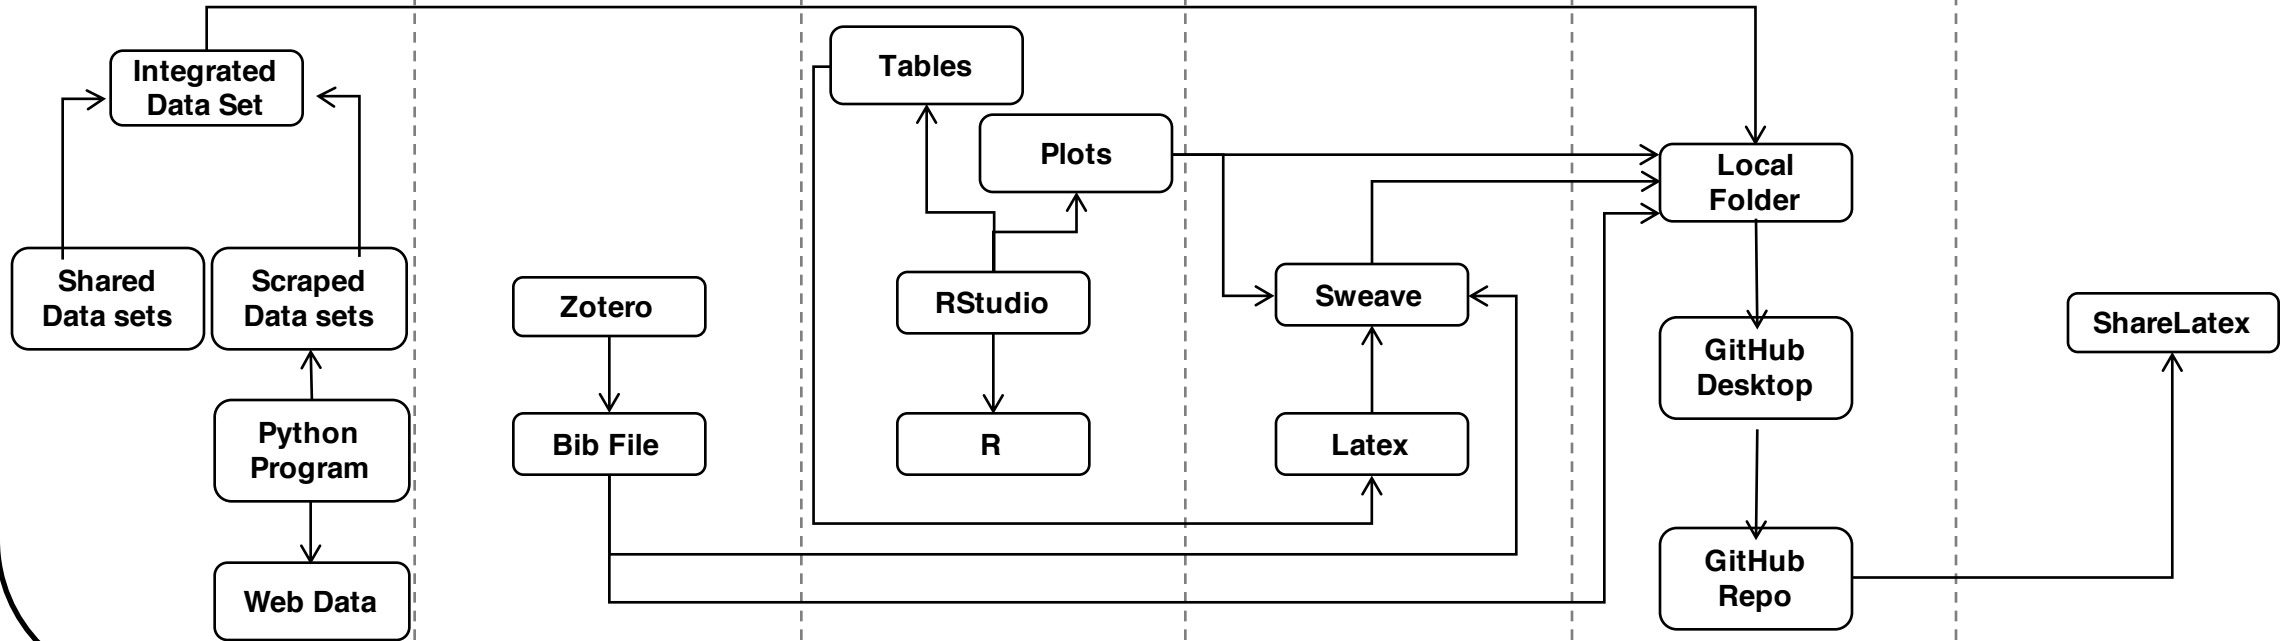 Integrated
Data Set
Shared
Data sets
Scraped
Data sets
Python
Program
Web Data
Zotero
Bib File
Tables
Plots
RStudio
R
Sweave
Latex
Local
Folder
GitHub
Desktop
GitHub
Repo
ShareLatex